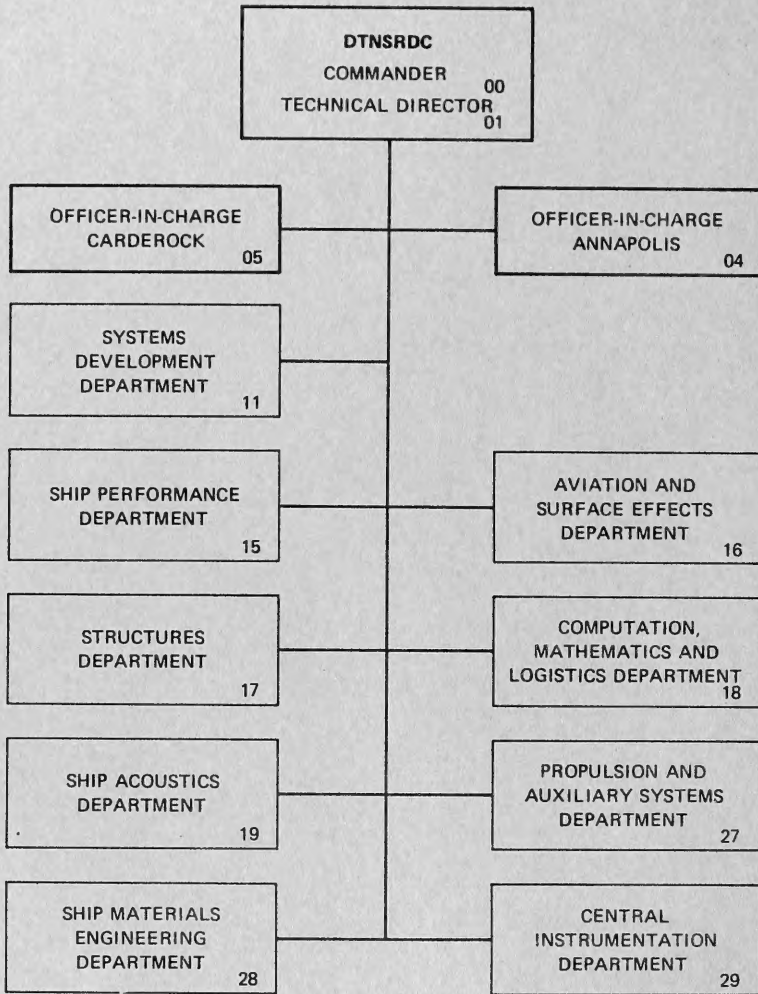 DTNSRDC
COMMANDER 00
TECHNICAL DIRECTOR 01
OFFICER-IN-CHARGE
CARDEROCK 05
OFFICER-IN-CHARGE
ANNAPOLIS 04
SYSTEMS
DEVELOPMENT
DEPARTMENT 11
SHIP PERFORMANCE
DEPARTMENT 15
AVIATION AND
SURFACE EFFECTS
DEPARTMENT 16
STRUCTURES
DEPARTMENT 17
COMPUTATION,
MATHEMATICS AND
LOGISTICS DEPARTMENT 18
SHIP ACOUSTICS
DEPARTMENT 19
PROPULSION AND
AUXILIARY SYSTEMS
DEPARTMENT 27
SHIP MATERIALS
ENGINEERING
DEPARTMENT 28
CENTRAL
INSTRUMENTATION
DEPARTMENT 29